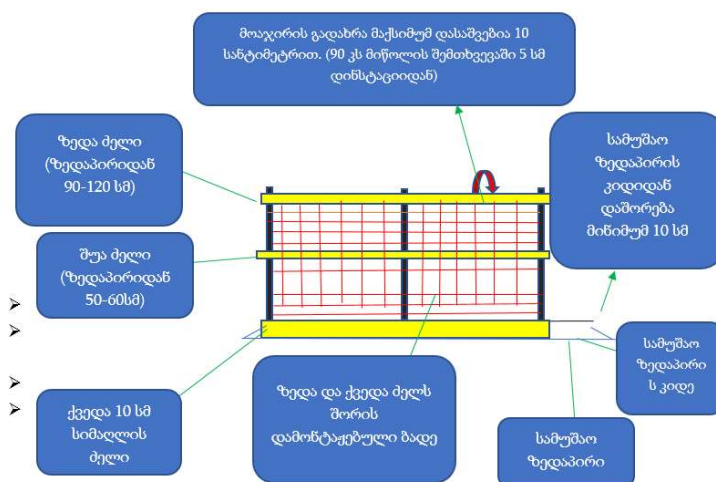 მოაჯირის გადახრა მაქსიმუმ დასაშვებია 10
სანტიმეტრით. (90 კს მიწოლის შემთხვევაში 5 სმ
დინსტაციიდან)
ზედა ძელი
(ზედაპირიდან
90-120 სმ)
სამუშაო
ზედაპირის
კიდიდან
დაშორება
მინიმუმ 10 სმ
შუა ძელი
(ზედაპირიდან
50-60სმ)
სამუშაო
ზედაპირი
ს კიდე
ქვედა 10 სმ
სიმაღლის
ძელი
ზედა და ქვედა ძელს
შორის
დამონტაჟებული ბადე
სამუშაო
ზედაპირი